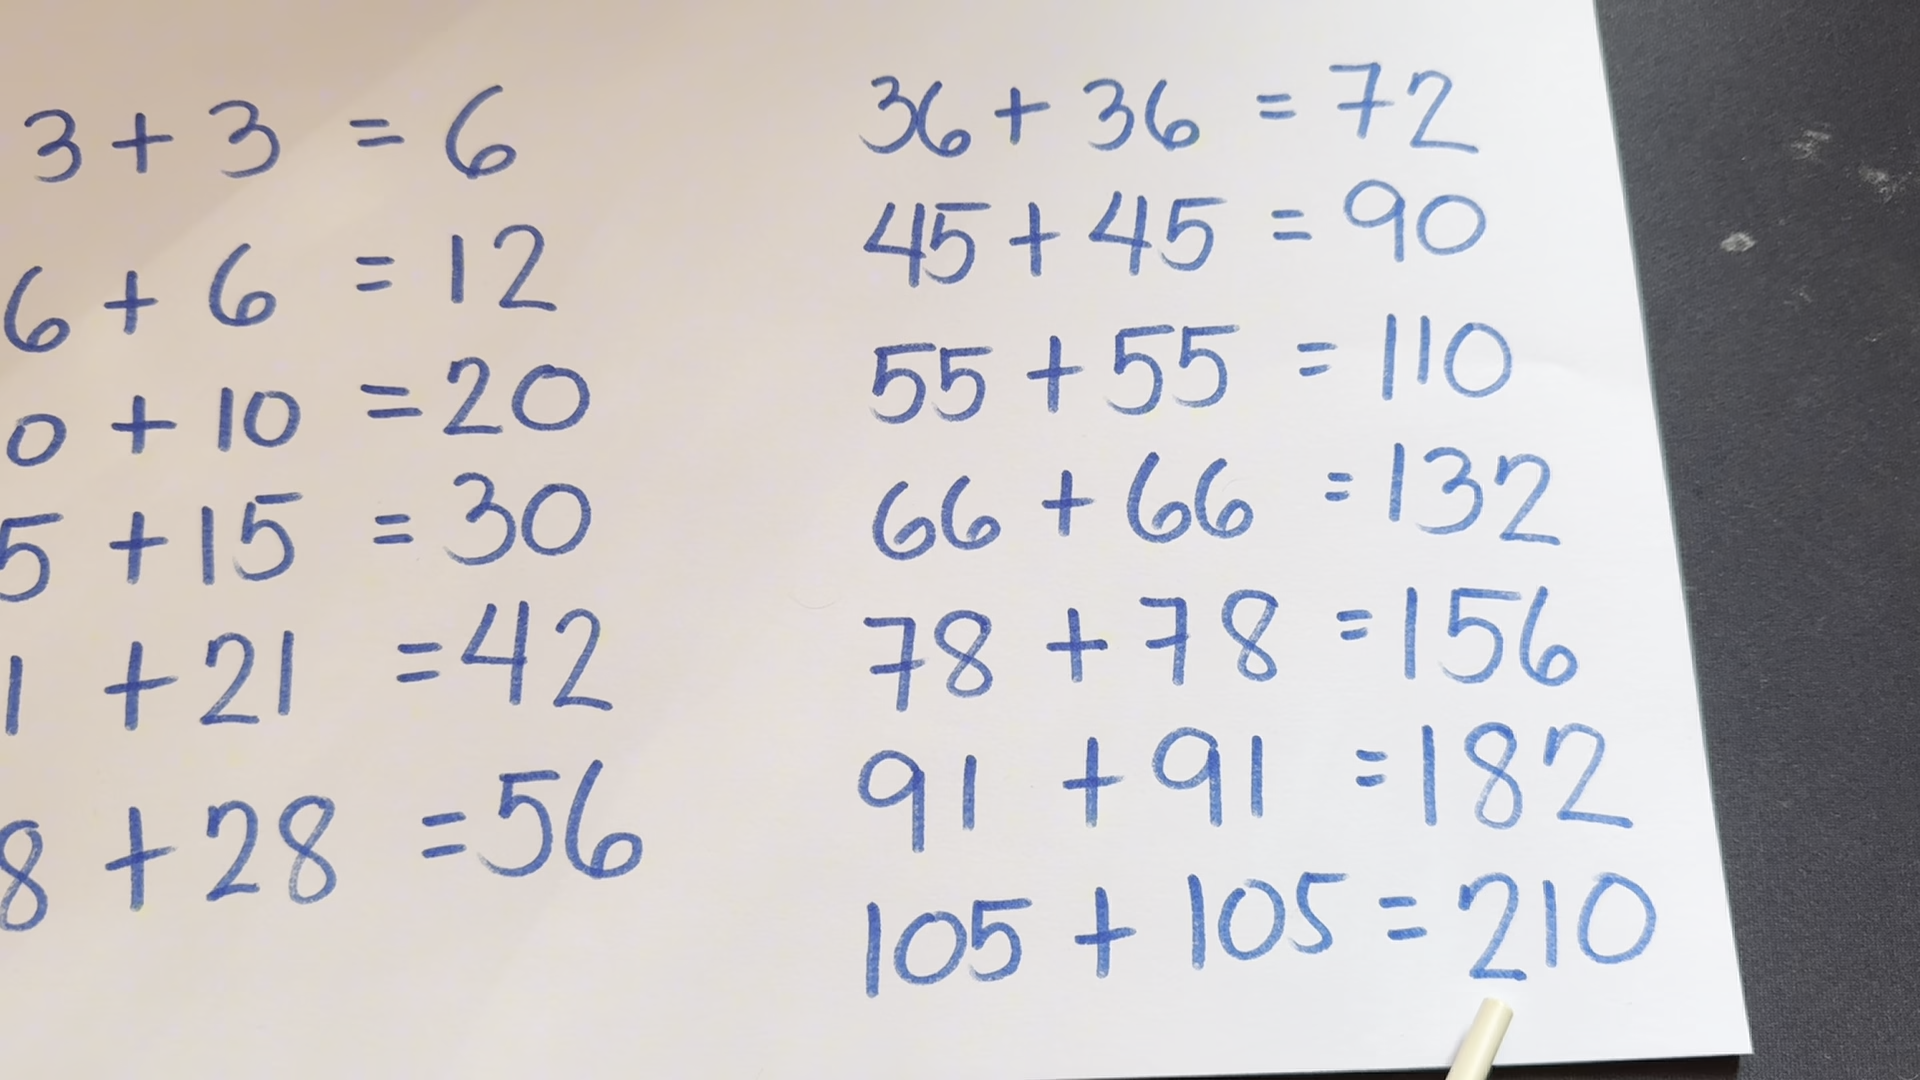 3 + 3 = 6
6 + 6 = 12
0 + 10 = 20
5 + 15 = 30
1 + 21 = 42
8 + 28 = 56
36 + 36 = 72
45 + 45 = 90
55 + 55 = 110
66 + 66 = 132
78 + 78 = 156
91 + 91 = 182
105 + 105 = 210